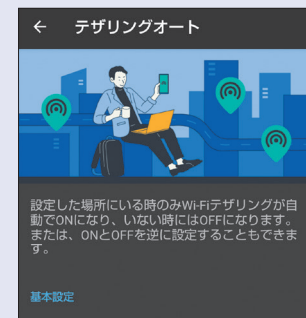 ← テザリングオート
設定した場所にいる時のみWi-Fiテザリングが自
動でONになり、いない時にはOFFになります。
または、ONとOFFを逆に設定することもできま
す。
基本設定